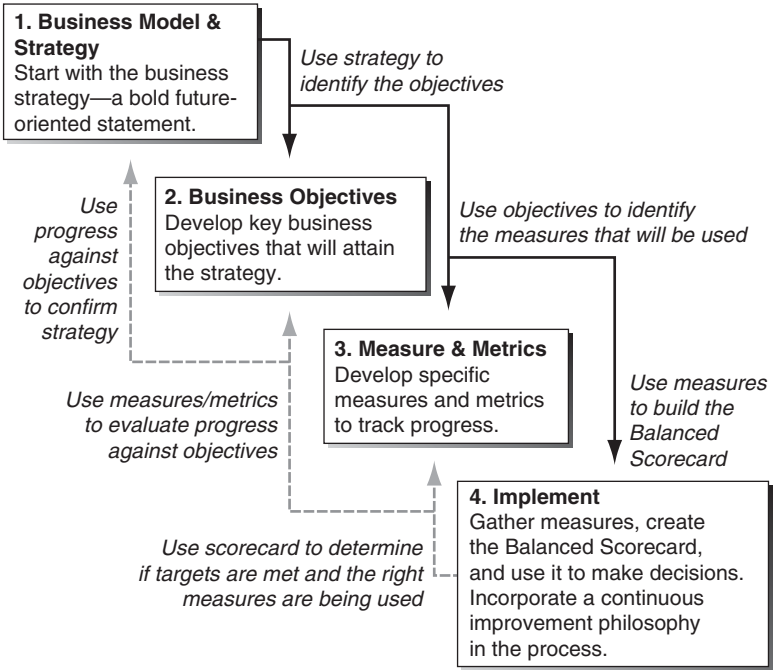 1. Business Model &
Strategy
Start with the business
strategy—a bold future-
oriented statement.
Use strategy to
identify the objectives
2. Business Objectives
Develop key business
objectives that will attain
the strategy.
Use
progress
against
objectives
to confirm
strategy
Use objectives to identify
the measures that will be used
3. Measure & Metrics
Develop specific
measures and metrics
to track progress.
Use measures/metrics
to evaluate progress
against objectives
Use measures
to build the
Balanced
Scorecard
4. Implement
Gather measures, create
the Balanced Scorecard,
and use it to make decisions.
Incorporate a continuous
improvement philosophy
in the process.
Use scorecard to determine
if targets are met and the right
measures are being used